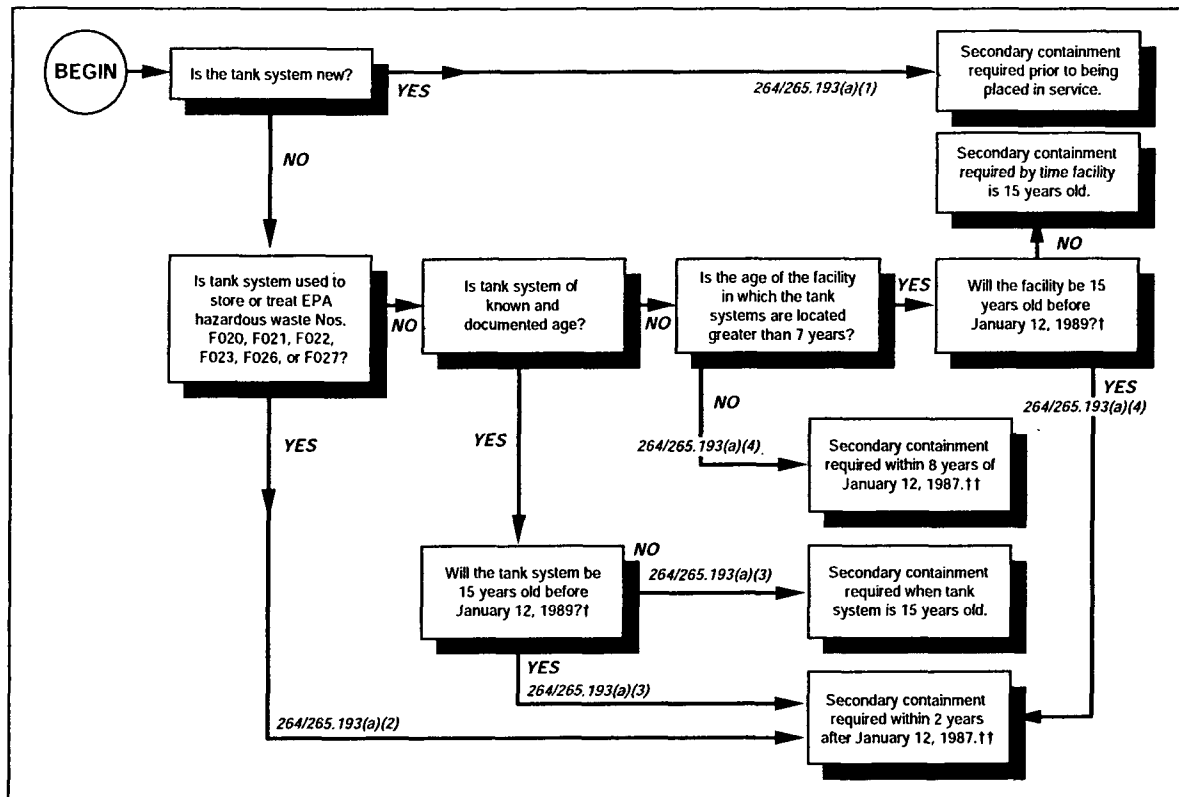 BEGIN
Is the tank system new?
YES
264/265.193(a)(1)
Secondary containment
required prior to being
placed in service.
NO
Secondary containment
required by time facility
is 15 years old.
NO
Is tank system used to
store or treat EPA
hazardous waste Nos.
F020, F021, F022,
F023, F026, or F027?
NO
Is tank system of
known and
documented age?
NO
Is the age of the facility
in which the tank
systems are located
greater than 7 years?
YES
Will the facility be 15
years old before
January 12, 1989?†
YES
264/265.193(a)(4)
NO
264/265.193(a)(4)
Secondary containment
required within 8 years of
January 12, 1987.††
YES
YES
Will the tank system be
15 years old before
January 12, 1989?†
NO
264/265.193(a)(3)
Secondary containment
required when tank
system is 15 years old.
YES
264/265.193(a)(3)
264/265.193(a)(2)
Secondary containment
required within 2 years
after January 12, 1987.††